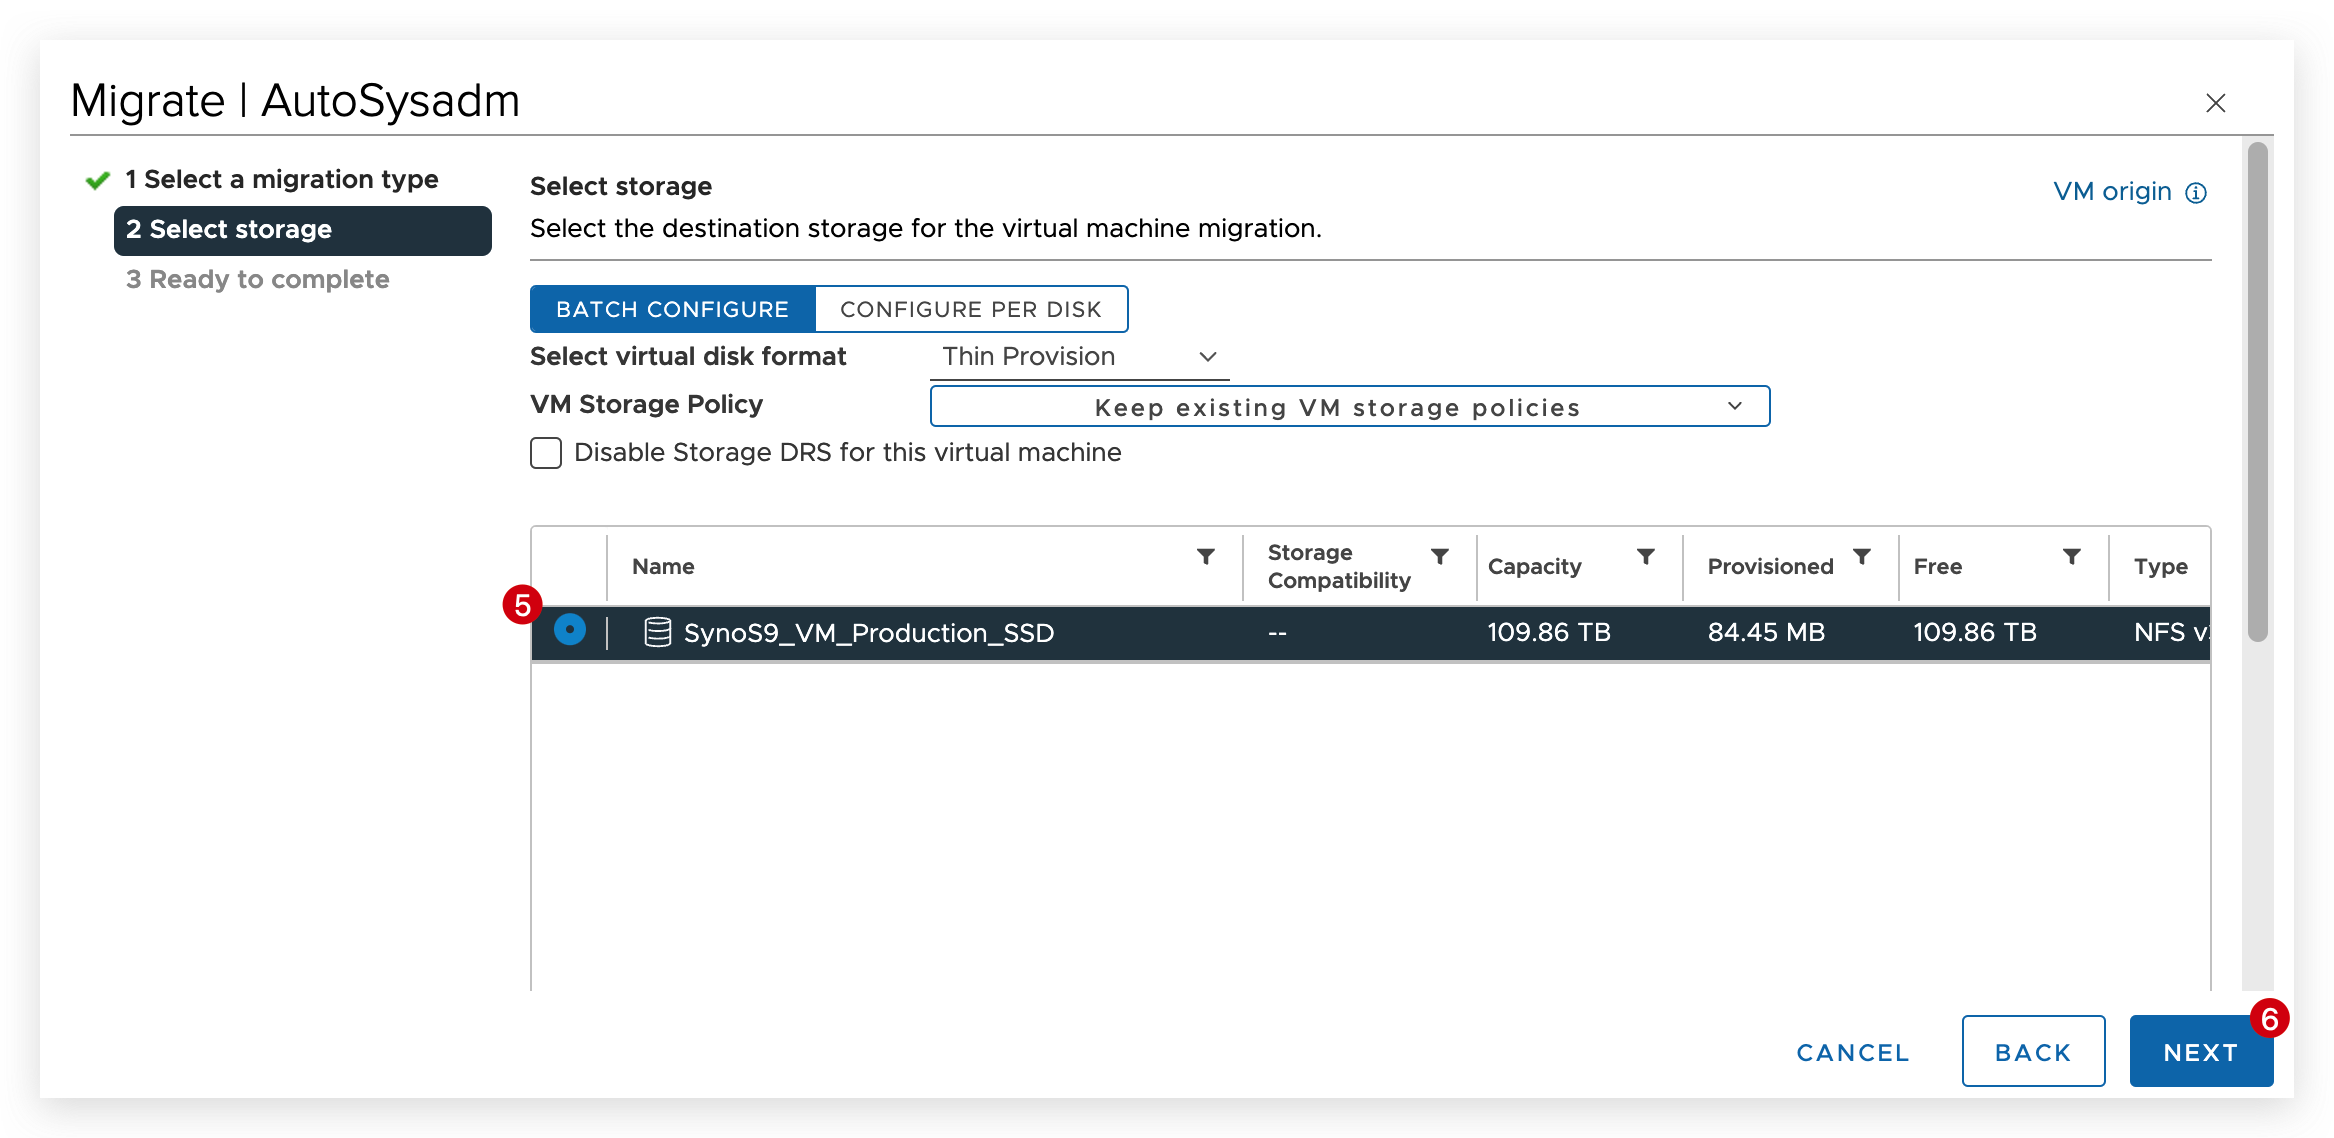 Migrate | AutoSysadm
1 Select a migration type
2 Select storage
3 Ready to complete
Select storage
VM origin
Select the destination storage for the virtual machine migration.
BATCH CONFIGURE CONFIGURE PER DISK
Select virtual disk format Thin Provision
VM Storage Policy Keep existing VM storage policies
Disable Storage DRS for this virtual machine
Name Storage Compatibility Capacity Provisioned Free Type
5
SynoS9_VM_Production_SSD -- 109.86 TB 84.45 MB 109.86 TB NFS
6
CANCEL BACK NEXT